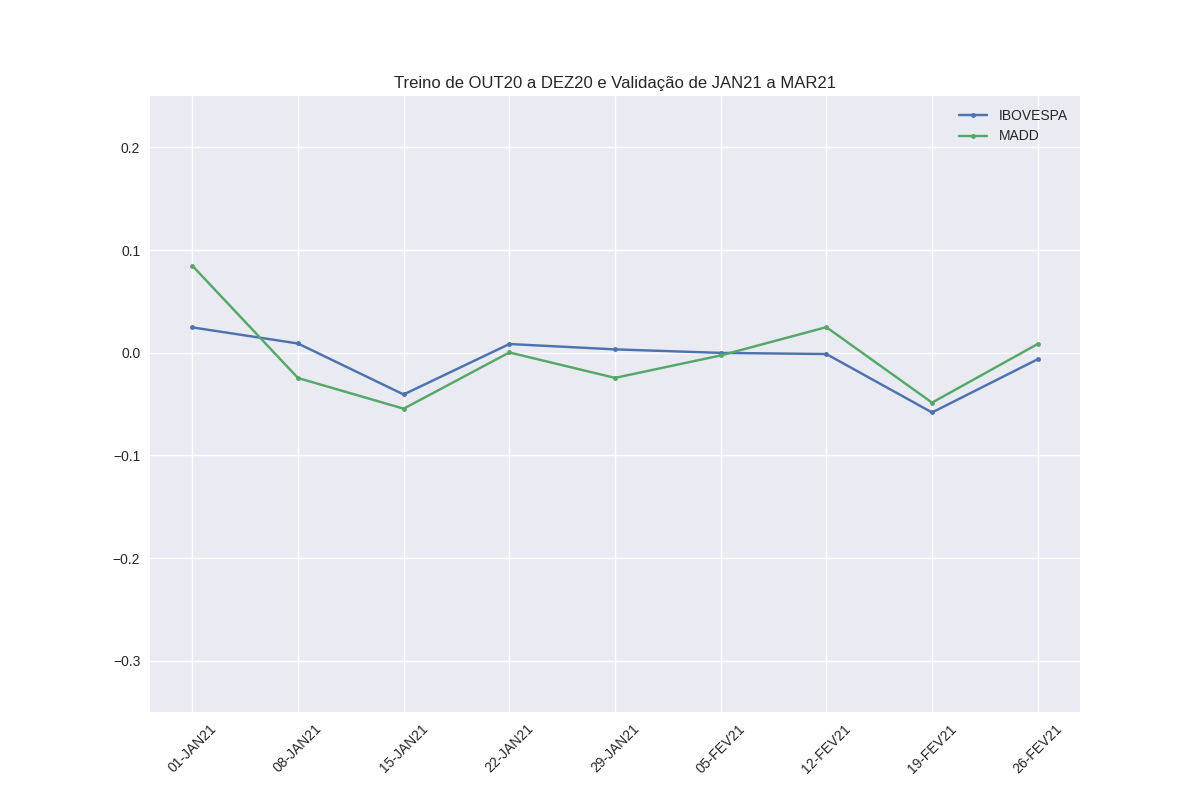 Treino de OUT20 a DEZ20 e Validação de JAN21 a MAR21
IBOVESPA
MADD
0.2
0.1
0.0
−0.1
−0.2
−0.3
01-JAN21
08-JAN21
15-JAN21
22-JAN21
29-JAN21
05-FEV21
12-FEV21
19-FEV21
26-FEV21